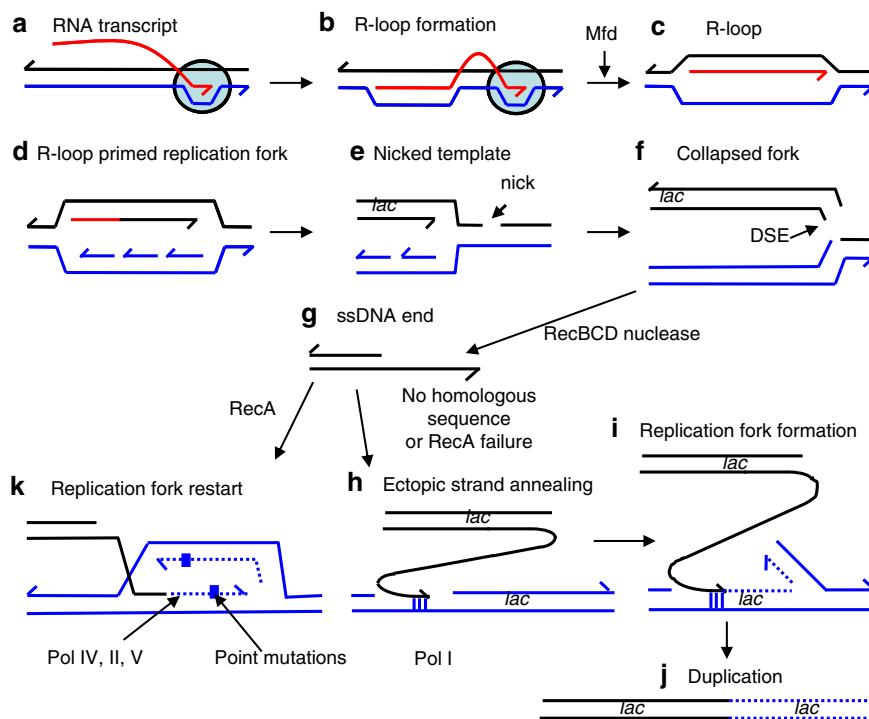 a RNA transcript
b R-loop formation
Mfd
c R-loop
d R-loop primed replication fork
e Nicked template
nick
lac
f Collapsed fork
lac
DSE
g ssDNA end
RecBCD nuclease
RecA
No homologous
sequence
or RecA failure
k Replication fork restart
Pol IV, II, V
Point mutations
h Ectopic strand annealing
lac
lac
Pol I
i Replication fork formation
lac
lac
j Duplication
lac
lac